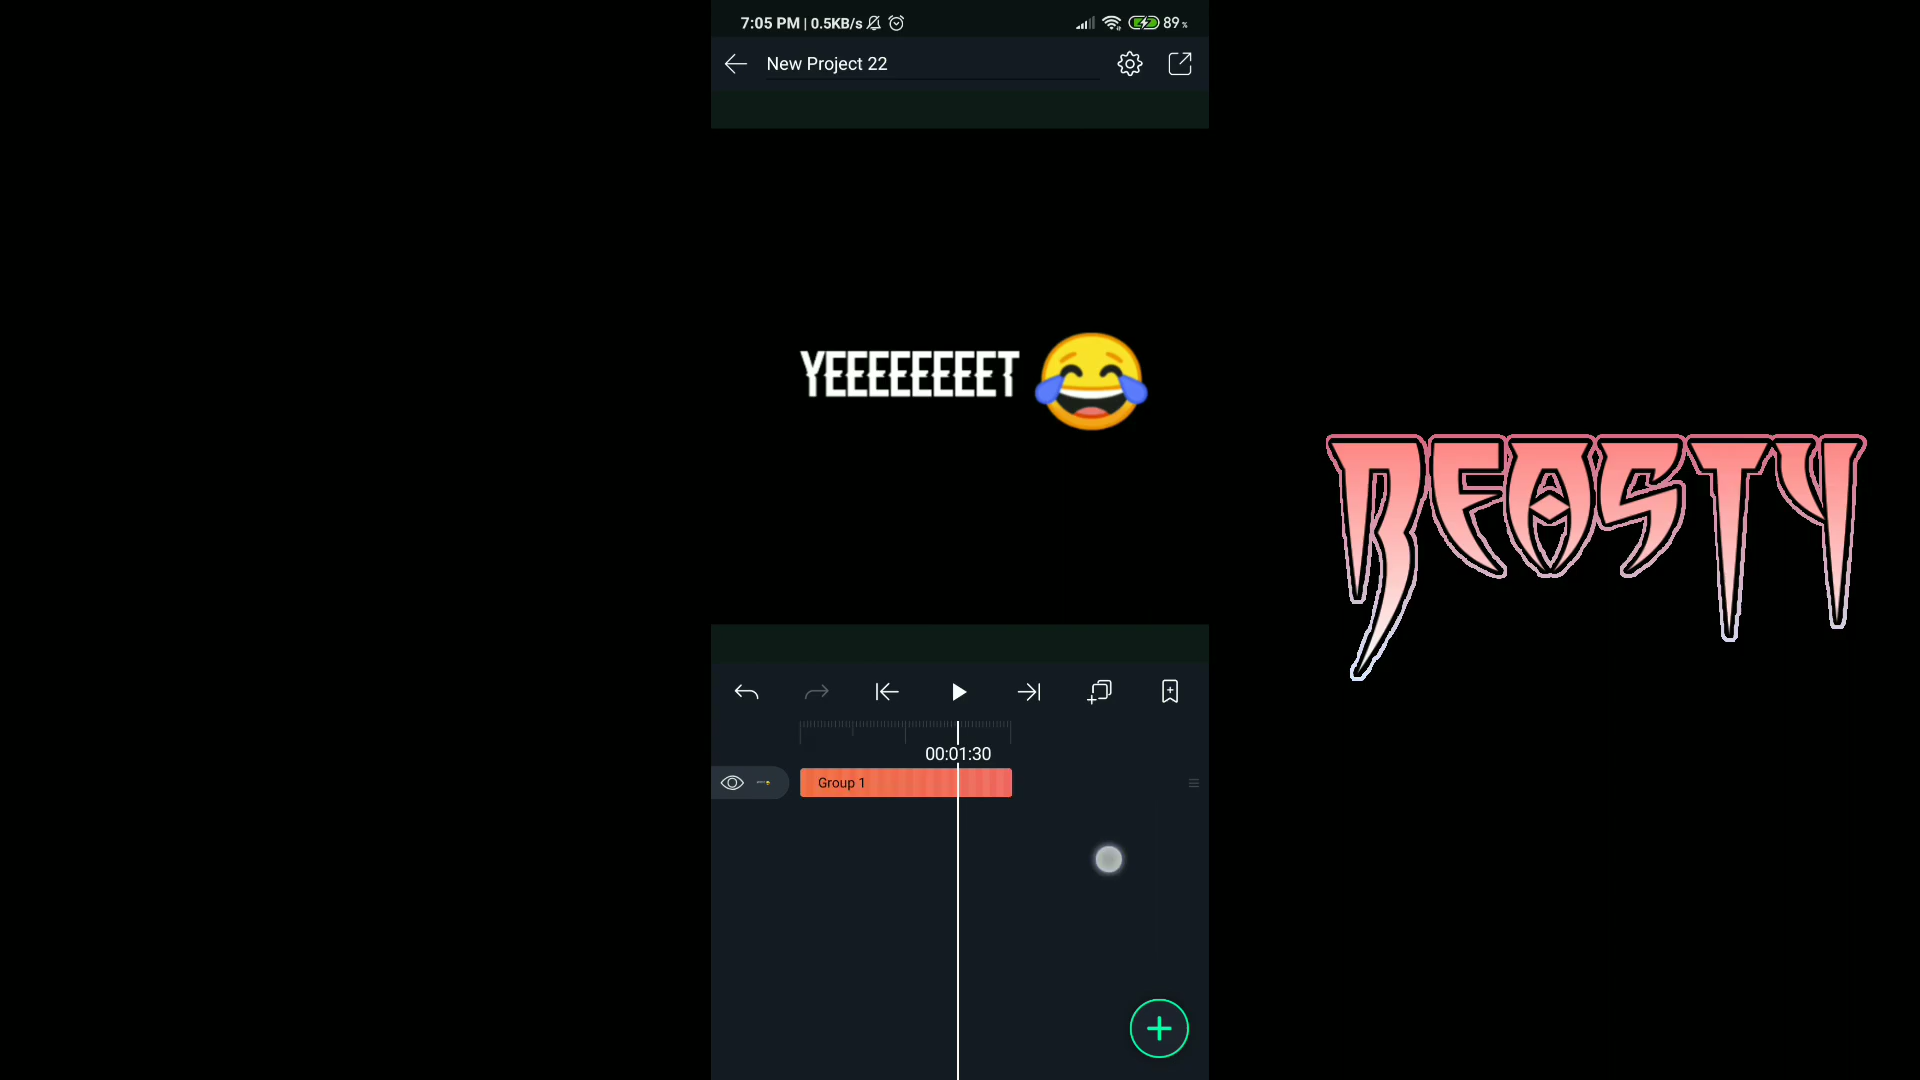 7:05 PM | 0.5KB/s
89%
New Project 22
YEEEEEEEET
BEASTY
00:01:30
Group 1